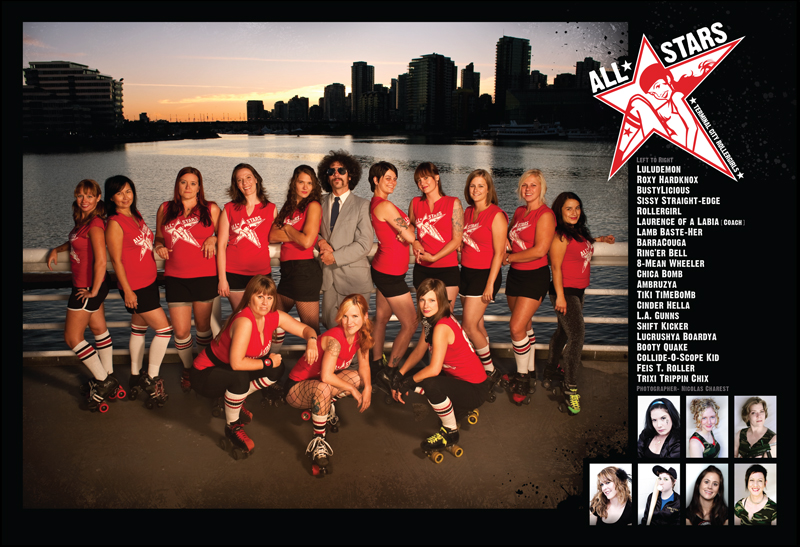 ALL★STARS
★TERMINAL CITY ROLLERGIRLS★
LEFT TO RIGHT
LULUDEMON
ROXY HARDKNOX
BUSTYLICIOUS
SISSY STRAIGHT-EDGE
ROLLERGIRL
LAURENCE OF A LABIA [COACH]
LAMB BASTE-HER
BARRACOUGA
RING'ER BELL
8-MEAN WHEELER
CHICA BOMB
AMBRUZYA
TIKI TIMEBOMB
CINDER HELLA
L.A. GUNNS
SHIFT KICKER
LUCRUSHYA BOARDYA
BOOTY QUAKE
COLLIDE-O-SCOPE KID
FEIS T. ROLLER
TRIXI TRIPPIN CHIX
PHOTOGRAPHER- NICOLAS CHAREST